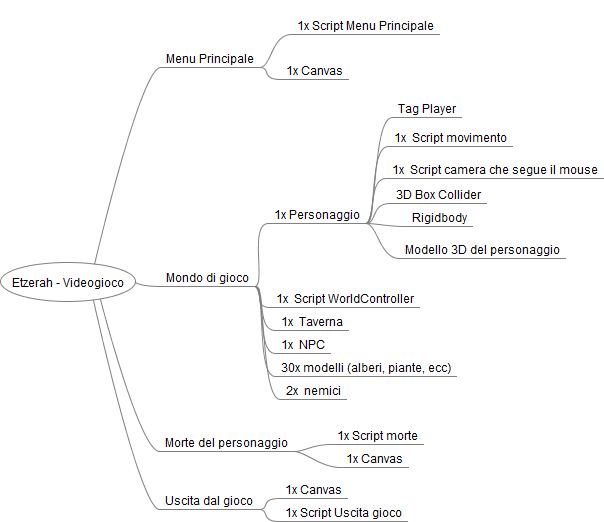 1x Script Menu Principale
Menu Principale
1x Canvas
Tag Player
1x Script movimento
1x Script camera che segue il mouse
3D Box Collider
1x Personaggio
Rigidbody
Modello 3D del personaggio
Etzerah - Videogioco
Mondo di gioco
1x Script WorldController
1x Taverna
1x NPC
30x modelli (alberi, piante, ecc)
2x nemici
Morte del personaggio
1x Script morte
1x Canvas
Uscita dal gioco
1x Canvas
1x Script Uscita gioco